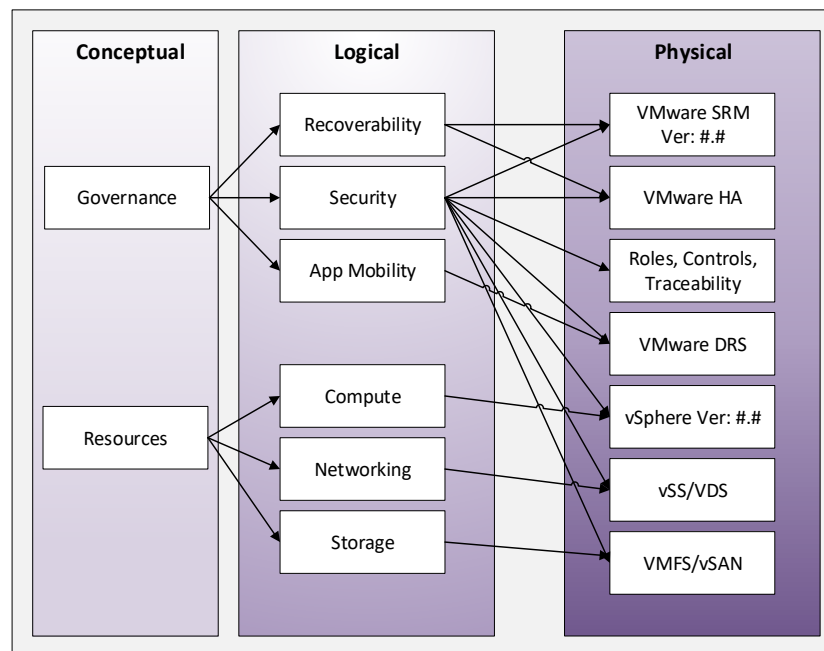 Conceptual
Governance
Resources
Logical
Recoverability
Security
App Mobility
Compute
Networking
Storage
Physical
VMware SRM
Ver: #.#
VMware HA
Roles, Controls,
Traceability
VMware DRS
vSphere Ver: #.#
vSS/VDS
VMFS/vSAN